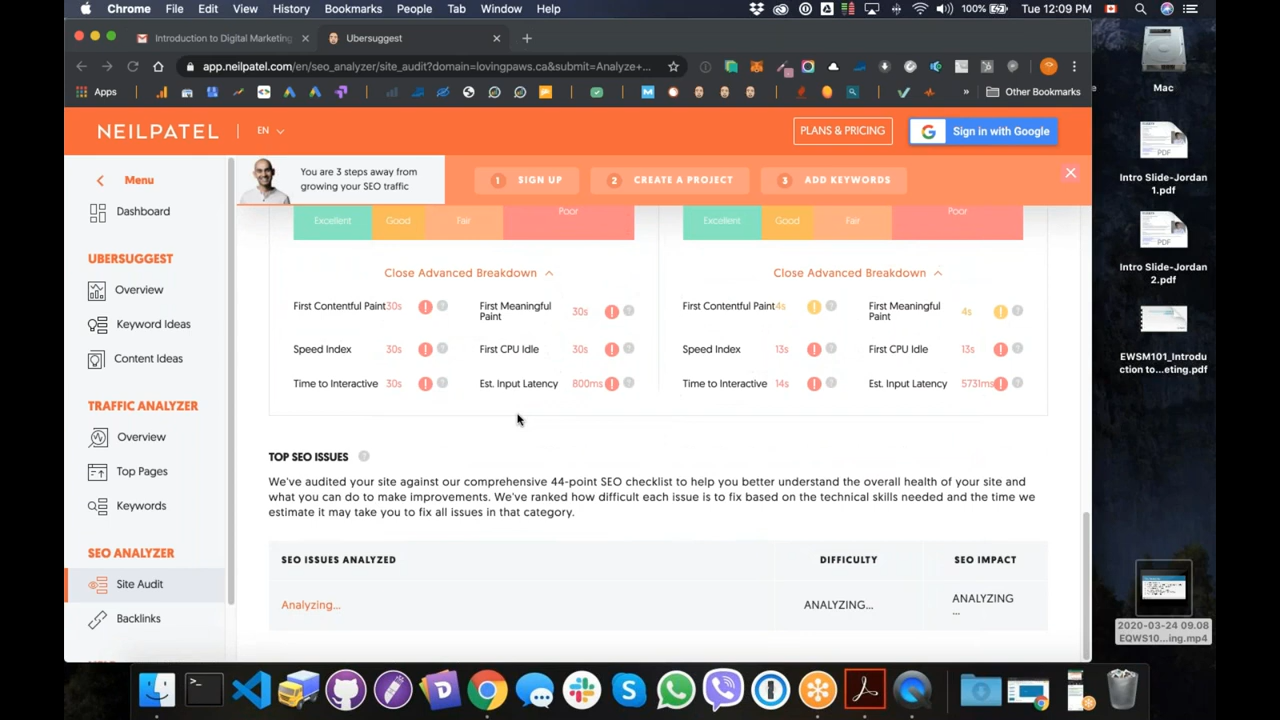 Chrome File Edit View History Bookmarks People Tab Window Help 100% Tue 12:09 PM
Introduction to Digital Marketing
Ubersuggest
app.neilpatel.com/en/seo_analyzer/site_audit?domain=lovingpaws.ca&submit=Analyze+...
Apps
Other Bookmarks
NEILPATEL
EN
PLANS & PRICING
Sign in with Google
Menu
You are 3 steps away from
growing your SEO traffic
1 SIGN UP
2 CREATE A PROJECT
3 ADD KEYWORDS
Dashboard
UBERSUGGEST
Overview
Keyword Ideas
Content Ideas
TRAFFIC ANALYZER
Overview
Top Pages
Keywords
SEO ANALYZER
Site Audit
Backlinks
Excellent Good Fair Poor
Excellent Good Fair Poor
Close Advanced Breakdown
Close Advanced Breakdown
First Contentful Paint 30s
First Meaningful
Paint 30s
First Contentful Paint 4s
First Meaningful
Paint 4s
Speed Index 30s
First CPU Idle 30s
Speed Index 13s
First CPU Idle 13s
Time to Interactive 30s
Est. Input Latency 800ms
Time to Interactive 14s
Est. Input Latency 573ms
TOP SEO ISSUES
We've audited your site against our comprehensive 44-point SEO checklist to help you better understand the overall health of your site and
what you can do to make improvements. We've ranked how difficult each issue is to fix based on the technical skills needed and the time we
estimate it may take you to fix all issues in that category.
SEO ISSUES ANALYZED DIFFICULTY SEO IMPACT
Analyzing... ANALYZING... ANALYZING
...
Mac
PDF
Intro Slide-Jordan
1.pdf
PDF
Intro Slide-Jordan
2.pdf
EWSM101_Introdu
ction to...eting.pdf
2020-03-24 09.08
EQWS10...ing.mp4